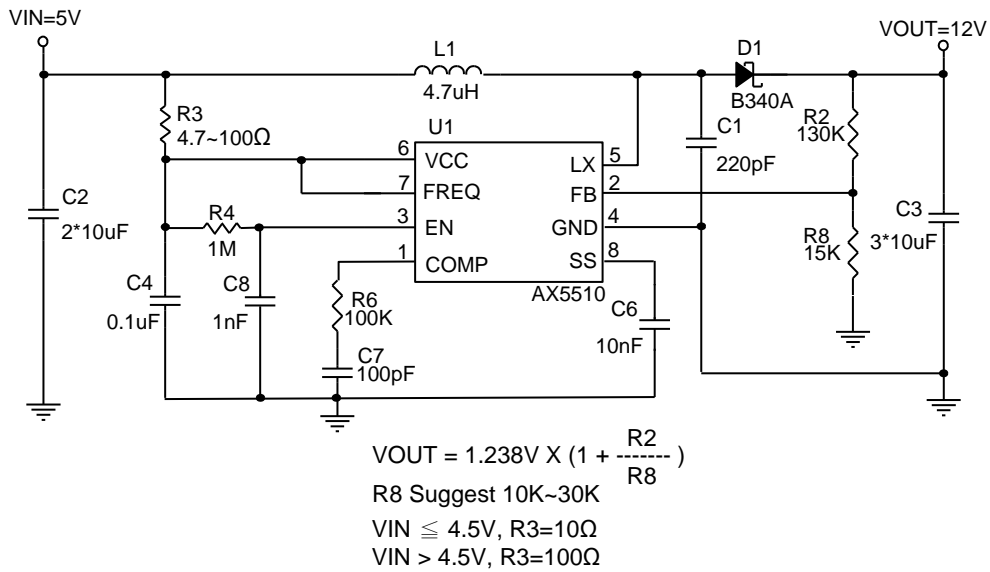 VIN=5V
VOUT=12V
L1
4.7uH
D1
B340A
R3
4.7~100Ω
U1
C1
220pF
R2
130K
6
VCC
LX
5
7
FREQ
FB
2
C2
2*10uF
R4
1M
3
EN
GND
4
C3
3*10uF
R8
15K
1
COMP
SS
8
AX5510
C4
0.1uF
C8
1nF
R6
100K
C6
10nF
C7
100pF
VOUT = 1.238V X (1 + R2
------- )
R8
R8 Suggest 10K~30K
VIN ≦ 4.5V, R3=10Ω
VIN > 4.5V, R3=100Ω